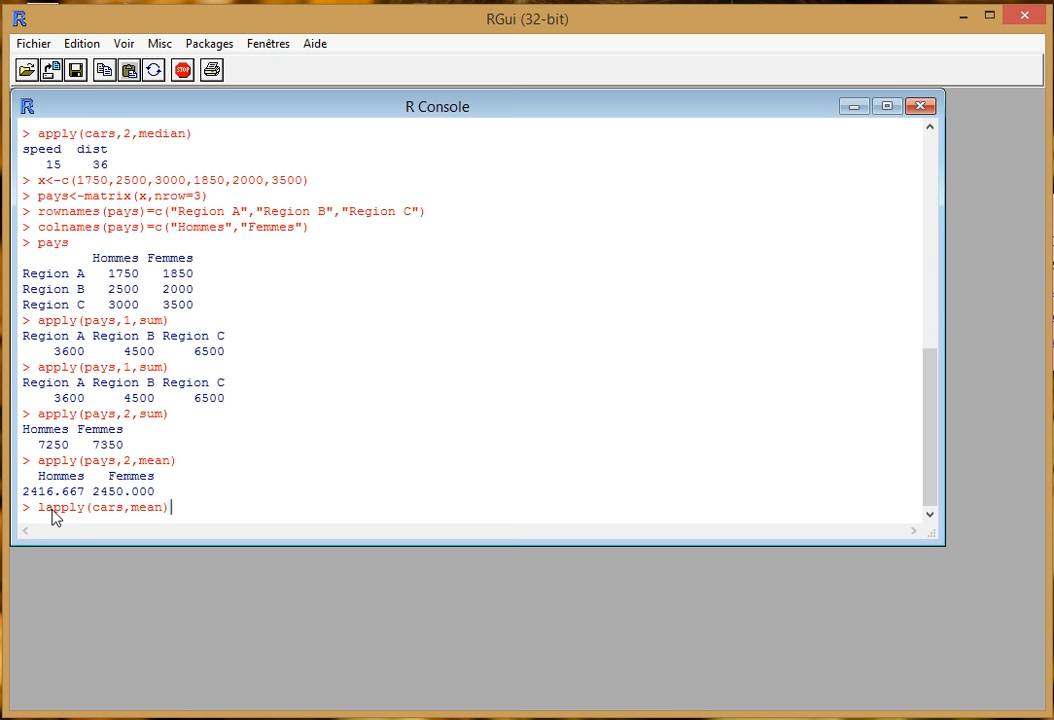 RGui (32-bit)
Fichier Edition Voir Misc Packages Fenêtres Aide
STOP
R Console
> apply(cars,2,median)
speed  dist
   15    36
> x<-c(1750,2500,3000,1850,2000,3500)
> pays<-matrix(x,nrow=3)
> rownames(pays)=c("Region A","Region B","Region C")
> colnames(pays)=c("Hommes","Femmes")
> pays
         Hommes Femmes
Region A   1750   1850
Region B   2500   2000
Region C   3000   3500
> apply(pays,1,sum)
Region A Region B Region C
    3600     4500     6500
> apply(pays,1,sum)
Region A Region B Region C
    3600     4500     6500
> apply(pays,2,sum)
Hommes Femmes
  7250   7350
> apply(pays,2,mean)
  Hommes   Femmes
2416.667 2450.000
> lapply(cars,mean)